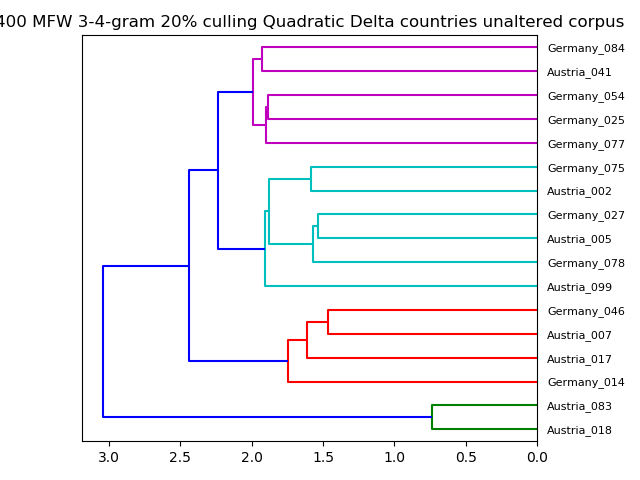 400 MFW 3-4-gram 20% culling Quadratic Delta countries unaltered corpus
Germany_084
Austria_041
Germany_054
Germany_025
Germany_077
Germany_075
Austria_002
Germany_027
Austria_005
Germany_078
Austria_099
Germany_046
Austria_007
Austria_017
Germany_014
Austria_083
Austria_018
3.0 2.5 2.0 1.5 1.0 0.5 0.0